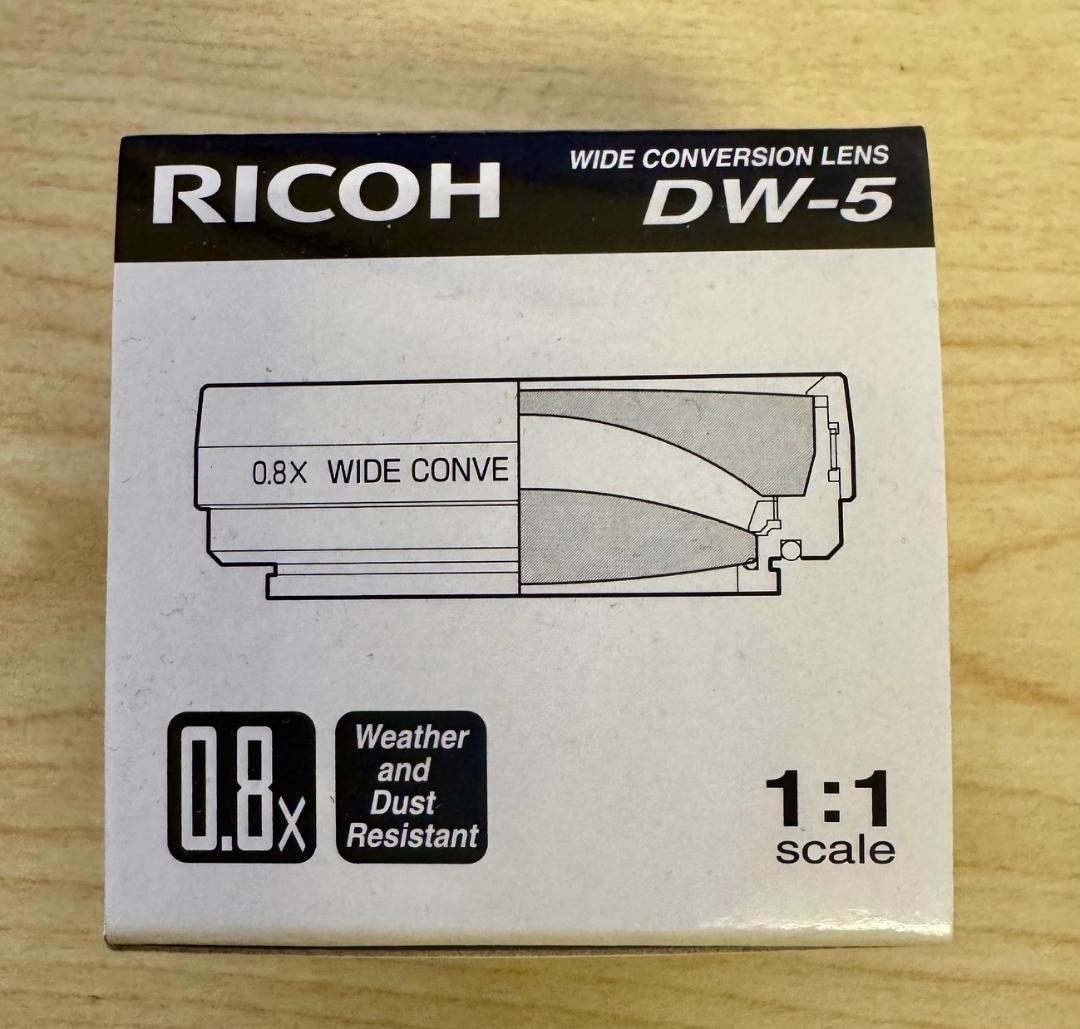 RICOH
WIDE CONVERSION LENS
DW-5
0.8X WIDE CONVE
0.8x
Weather
and
Dust
Resistant
1:1
scale